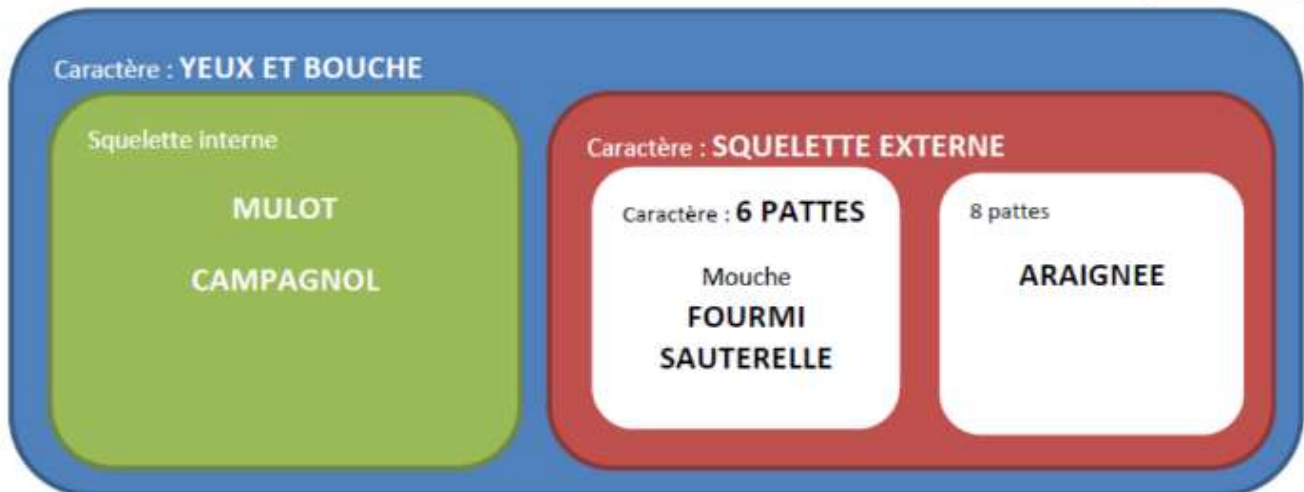 Caractère : YEUX ET BOUCHE
Squelette interne
MULOT
CAMPAGNOL
Caractère : SQUELETTE EXTERNE
Caractère : 6 PATTES
Mouche
FOURMI
SAUTERELLE
8 pattes
ARAIGNEE